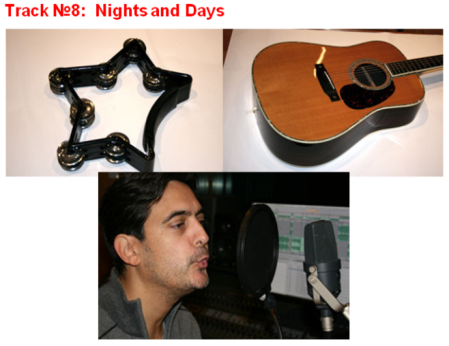 Track №8: Nights and Days